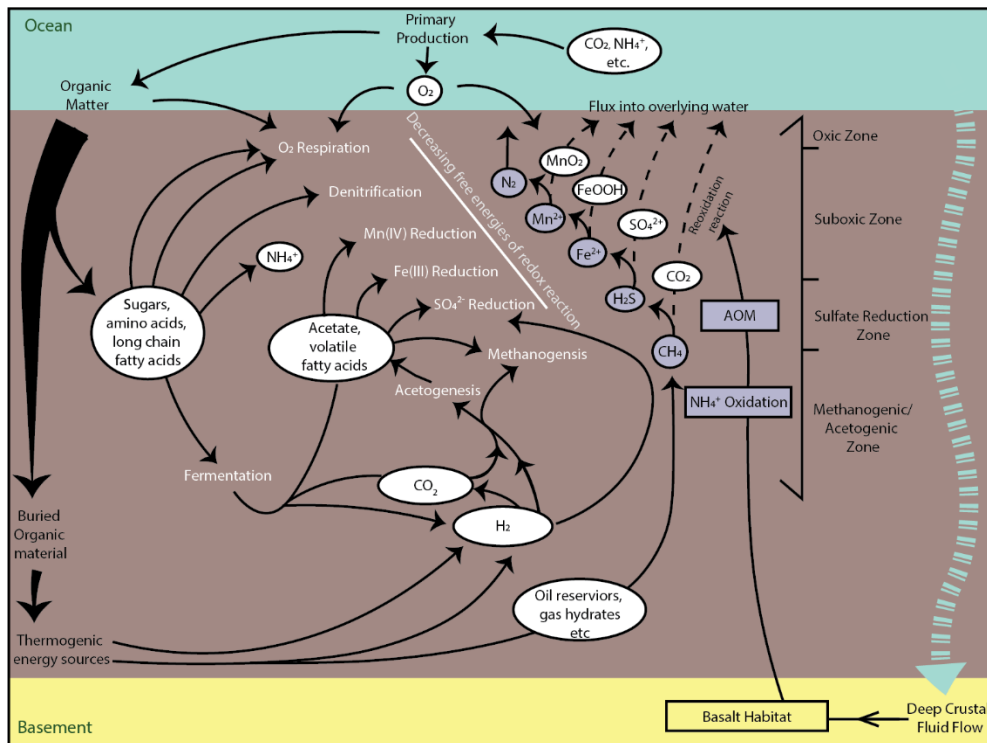 Ocean
Primary
Production
CO₂, NH₄⁺,
etc.
O₂
Organic
Matter
Flux into overlying water
Oxic Zone
O₂ Respiration
Decreasing free energies of redox reaction
MnO₂
N₂
FeOOH
Denitrification
Mn²⁺
SO₄²⁺
Reoxidation
reaction
Suboxic Zone
Mn(IV) Reduction
Fe²⁺
NH₄⁺
Fe(III) Reduction
CO₂
Sugars,
amino acids,
long chain
fatty acids
SO₄²⁻ Reduction
H₂S
AOM
Sulfate Reduction
Zone
Acetate,
volatile
fatty acids
Methanogensis
CH₄
Acetogenesis
NH₄⁺ Oxidation
Methanogenic/
Acetogenic
Zone
Fermentation
CO₂
H₂
Buried
Organic
material
Oil reserviors,
gas hydrates
etc
Thermogenic
energy sources
Basement
Basalt Habitat
Deep Crustal
Fluid Flow